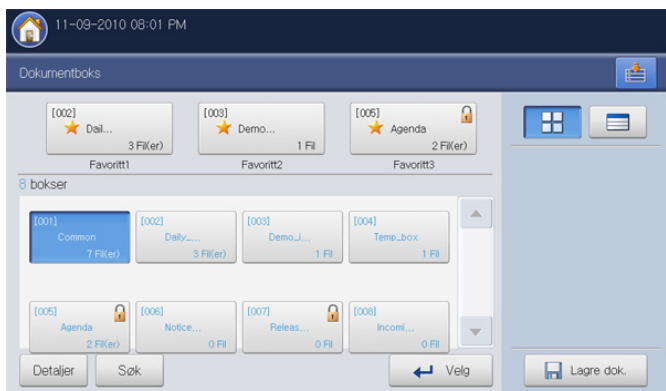 11-09-2010 08:01 PM
Dokumentboks
[002] [003] [005]
Dail... Demo... Agenda
3 Fil(er) 1 Fil 2 Fil(er)
Favoritt1 Favoritt2 Favoritt3
8 bokser
[001] [002] [003] [004]
Common Daily_... Demo_i... Temp_box
7 Fil(er) 3 Fil(er) 1 Fil 1 Fil
[005] [006] [007] [008]
Agenda Notice... Releas... Incomi...
2 Fil(er) 0 Fil 0 Fil 0 Fil
Detaljer Søk Velg Lagre dok.